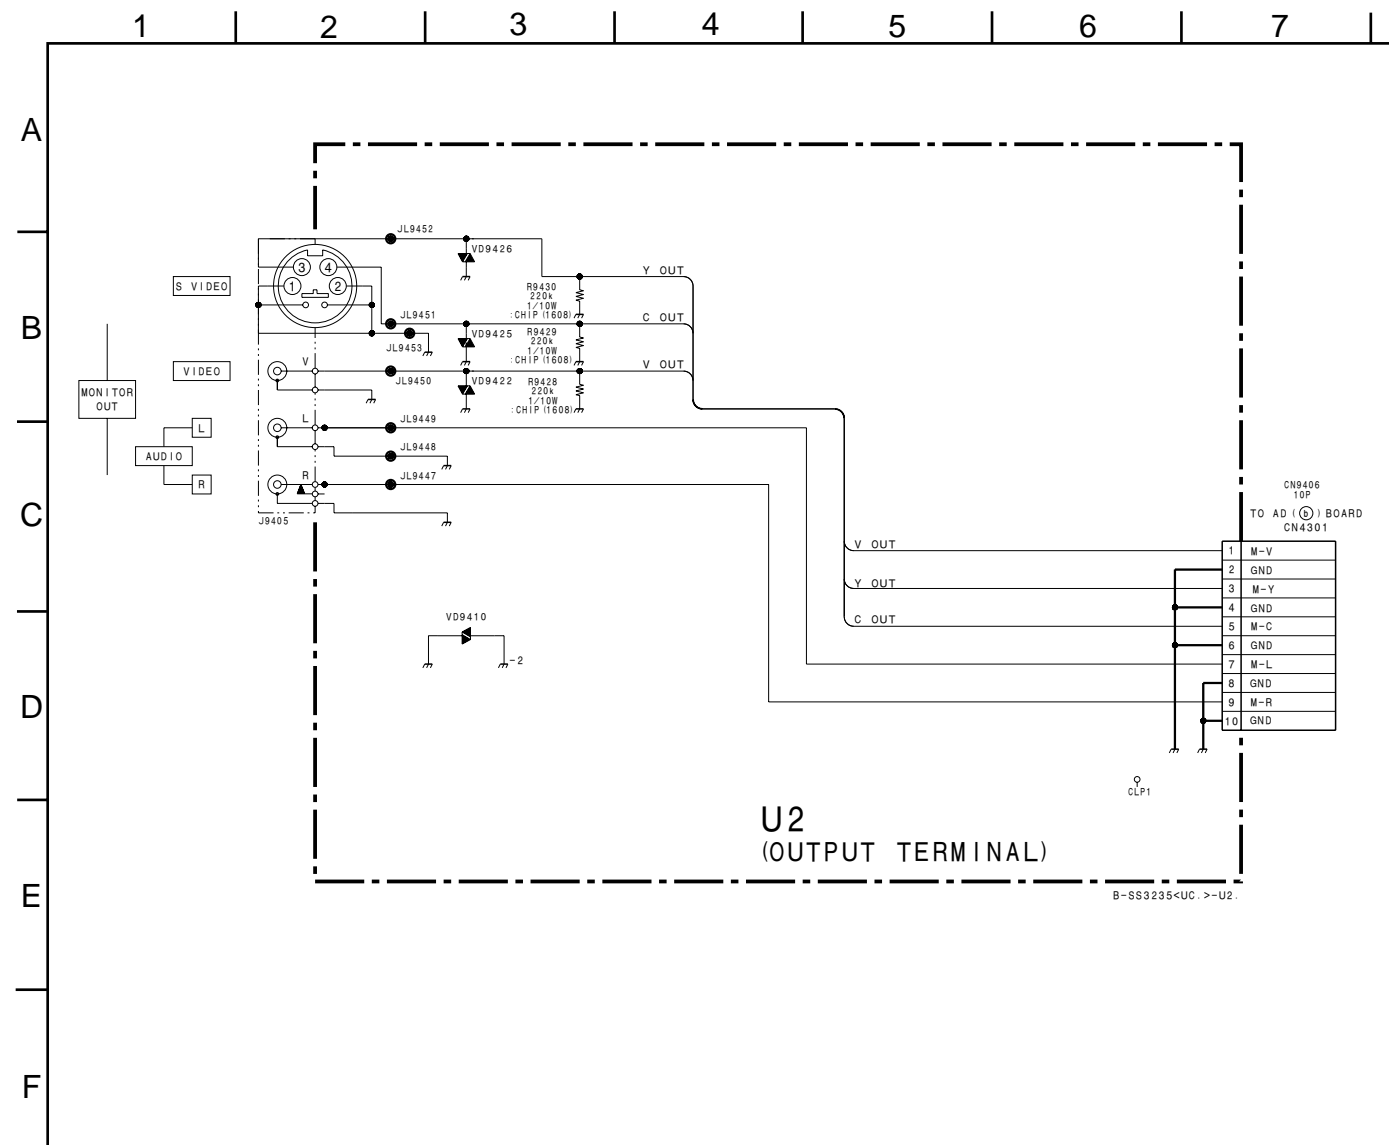 1 2 3 4 5 6 7
A
JL9452
VD9426
Y OUT
3 4
1 2
S VIDEO
R9430
220k
1/10W
:CHIP(1608)
B
JL9451
C OUT
VD9425
R9429
220k
1/10W
:CHIP(1608)
JL9453
VIDEO
V
V OUT
JL9450
VD9422
R9428
220k
1/10W
:CHIP(1608)
MONITOR
OUT
L
L
JL9449
AUDIO
JL9448
R
R
JL9447
J9405
C
CN9406
10P
TO AD (b) BOARD
CN4301
V OUT
1 M-V
2 GND
Y OUT
3 M-Y
4 GND
VD9410
C OUT
5 M-C
6 GND
-2
7 M-L
8 GND
D
9 M-R
10 GND
CLP1
U2
(OUTPUT TERMINAL)
E
B-SS3235<UC.>-U2.
F